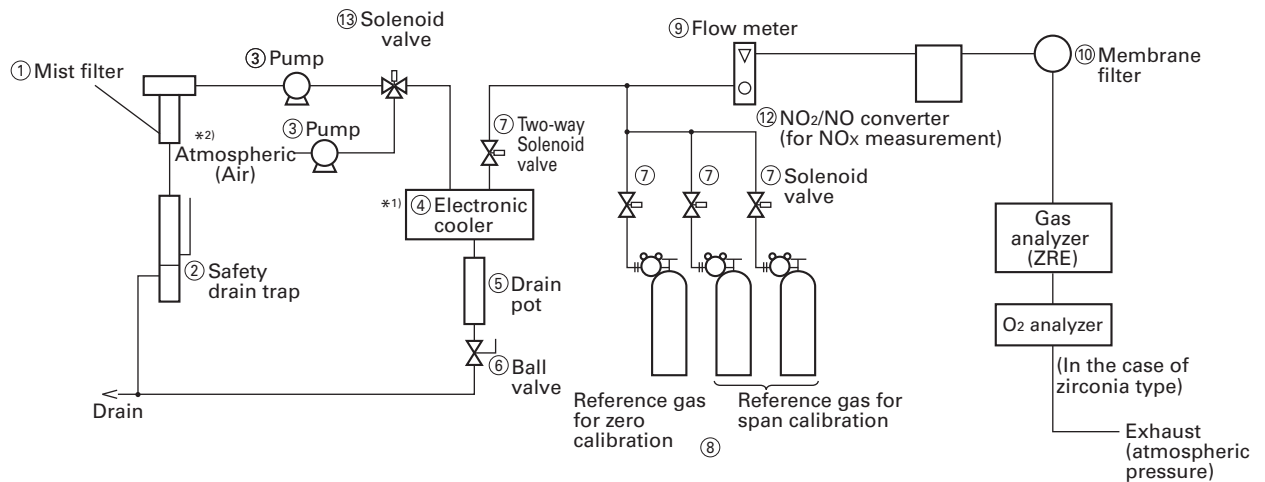 ⑬ Solenoid
valve
⑨ Flow meter
③ Pump
① Mist filter
⑩ Membrane
filter
*2)
Atmospheric
(Air)
③ Pump
⑦ Two-way
Solenoid
valve
⑫ NO2/NO converter
(for NOx measurement)
⑦
⑦
⑦ Solenoid
valve
*1)
④ Electronic
cooler
Gas
analyzer
(ZRE)
② Safety
drain trap
⑤ Drain
pot
O2 analyzer
⑥ Ball
valve
(In the case of
zirconia type)
Drain
Reference gas
for zero
calibration
Reference gas for
span calibration
⑧
Exhaust
(atmospheric
pressure)